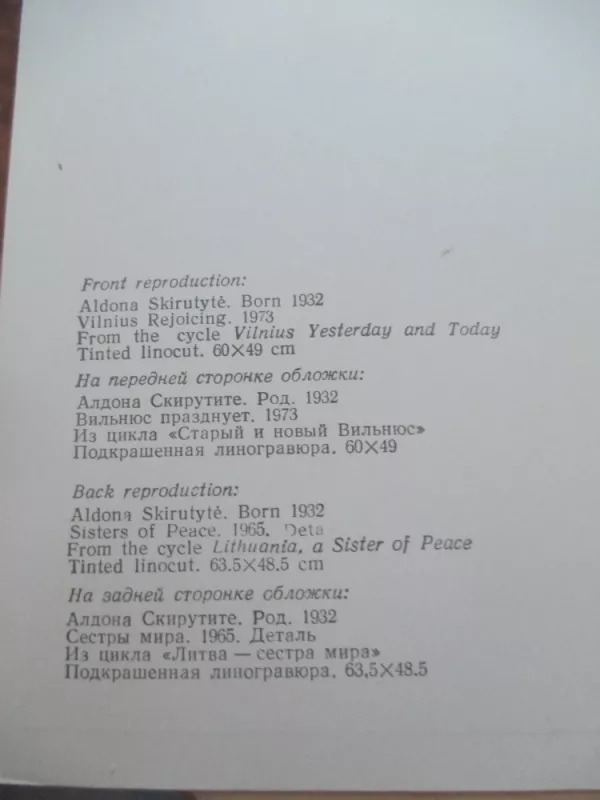 Front reproduction:
Aldona Skirutytė. Born 1932
Vilnius Rejoicing. 1973
From the cycle Vilnius Yesterday and Today
Tinted linocut. 60×49 cm
На передней сторонке обложки:
Алдона Скирутите. Род. 1932
Вильнюс празднует. 1973
Из цикла «Старый и новый Вильнюс»
Подкрашенная линогравюра. 60×49
Back reproduction:
Aldona Skirutytė. Born 1932
Sisters of Peace. 1965. Deta
From the cycle Lithuania, a Sister of Peace
Tinted linocut. 63.5×48.5 cm
На задней сторонке обложки:
Алдона Скирутите. Род. 1932
Сестры мира. 1965. Деталь
Из цикла «Литва — сестра мира»
Подкрашенная линогравюра. 63,5×48.5